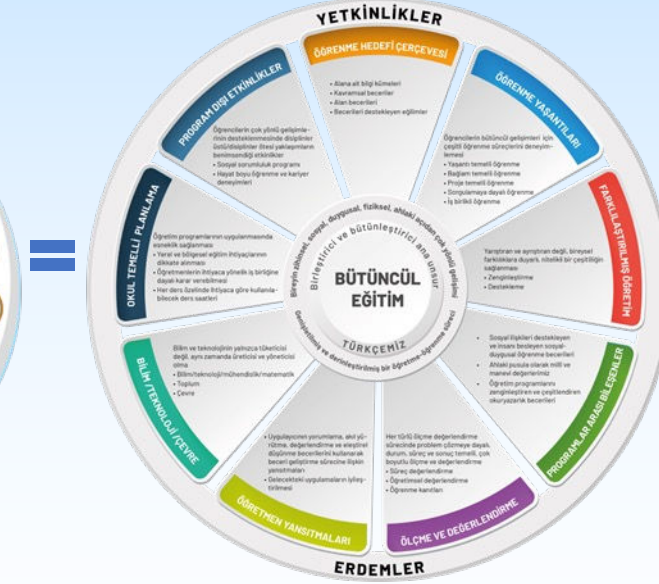 YETKİNLİKLER
ÖĞRENME HEDEFİ ÇERÇEVESİ
• Alana ait bilgi kümeleri
• Kavramsal beceriler
• Alan becerileri
• Becerileri destekleyen eğilimler
ÖĞRENME YAŞANTILARI
Öğrencilerin bütüncül gelişimleri için
çeşitli öğrenme süreçlerini deneyim-
lemesi
• Yaşantı temelli öğrenme
• Bağlam temelli öğrenme
• Proje temelli öğrenme
• Sorgulamaya dayalı öğrenme
• İş birlikli öğrenme
FARKLILAŞTIRILMIŞ ÖĞRETİM
Yarıştıran ve ayrıştıran değil, bireysel
farklılıklara duyarlı, nitelikli bir çeşitliliğin
sağlanması
• Zenginleştirme
• Destekleme
PROGRAMLAR ARASI BİLEŞENLER
• Sosyal ilişkileri destekleyen
ve insanı besleyen sosyal-
duygusal öğrenme becerileri
• Ahlaki pusula olarak millî ve
manevi değerlerimiz
• Öğretim programlarını
zenginleştiren ve çeşitlendiren
okuryazarlık becerileri
ÖLÇME VE DEĞERLENDİRME
Her türlü ölçme değerlendirme
sürecinde problem çözmeye dayalı,
durum, süreç ve sonuç temelli, çok
boyutlu ölçme ve değerlendirme
• Süreç değerlendirme
• Öğretimsel değerlendirme
• Öğrenme kanıtları
ÖĞRETMEN YANSITMALARI
• Uygulayıcının yorumlama, akıl yü-
rütme, değerlendirme ve eleştirel
düşünme becerilerini kullanarak
beceri geliştirme sürecine ilişkin
yansıtmaları
• Gelecekteki uygulamaların iyileş-
tirilmesi
BİLİM /TEKNOLOJİ /ÇEVRE
Bilim ve teknolojinin yalnızca tüketicisi
değil, aynı zamanda üreticisi ve yöneticisi
olma
• Bilim/teknoloji/mühendislik/matematik
• Toplum
• Çevre
OKUL TEMELLİ PLANLAMA
Öğretim programlarının uygulanmasında
esneklik sağlanması
• Yerel ve bölgesel eğitim ihtiyaçlarının
dikkate alınması
• Öğretmenlerin ihtiyaca yönelik iş birliğine
dayalı karar verebilmesi
• Her ders özelinde ihtiyaca göre kullanıla-
bilecek ders saatleri
PROGRAM DIŞI ETKİNLİKLER
Öğrencilerin çok yönlü gelişimle-
rinin desteklenmesinde disiplinler
üstü/disiplinler ötesi yaklaşımların
benimsendiği etkinlikler
• Sosyal sorumluluk programı
• Hayat boyu öğrenme ve kariyer
deneyimleri
Bireyin zihinsel, sosyal, duygusal, fiziksel, ahlaki açıdan çok yönlü gelişimi
Birleştirici ve bütünleştirici ana unsur
BÜTÜNCÜL
EĞİTİM
TÜRKÇEMİZ
Genişletilmiş ve derinleştirilmiş bir öğretme-öğrenme süreci
ERDEMLER